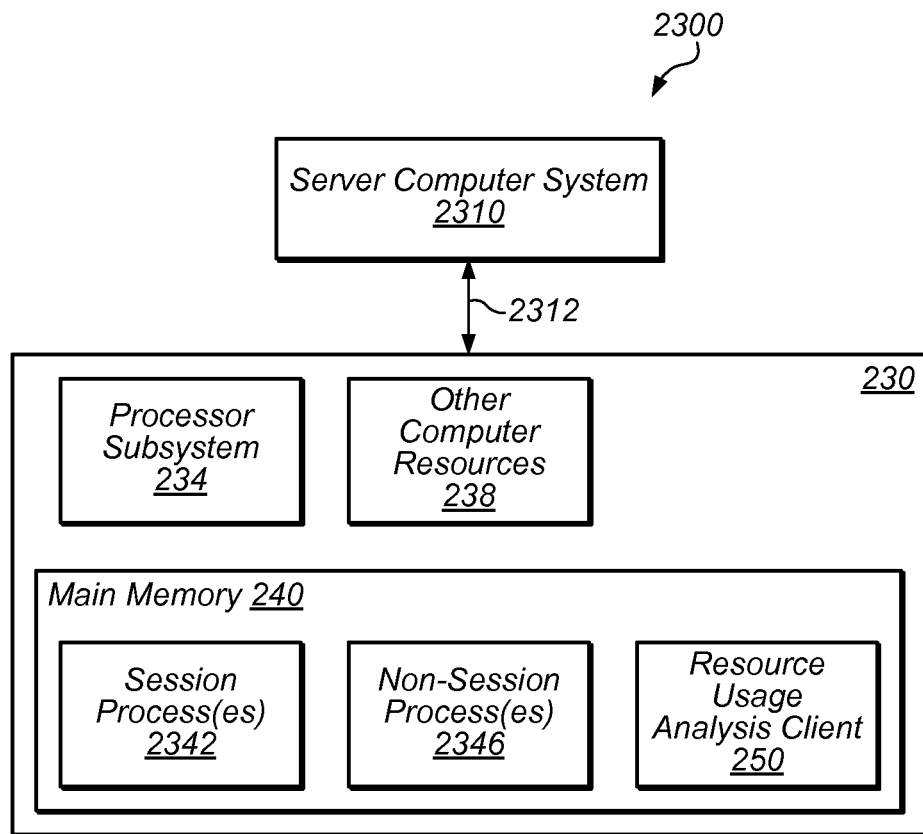 2300
Server Computer System
2310
2312
230
Processor
Subsystem
234
Other
Computer
Resources
238
Main Memory 240
Session
Process(es)
2342
Non-Session
Process(es)
2346
Resource
Usage
Analysis Client
250